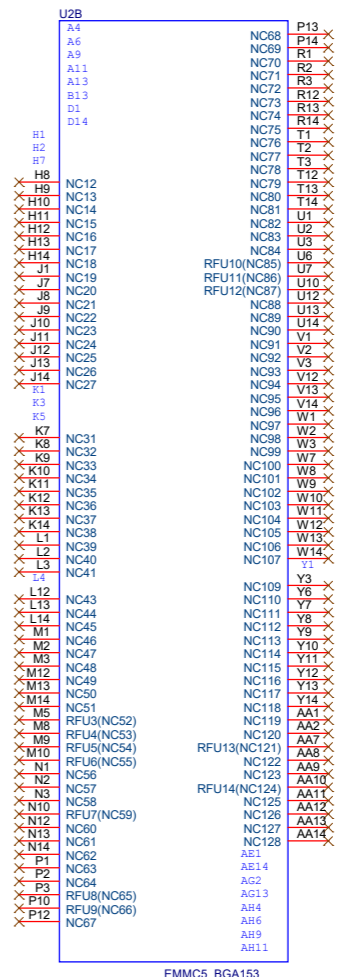 U2B
A4
A6
A9
A11
A13
B13
D1
D14
H1
H2
H7
H8 NC12
H9 NC13
H10 NC14
H11 NC15
H12 NC16
H13 NC17
H14 NC18
J1 NC19
J7 NC20
J8 NC21
J9 NC22
J10 NC23
J11 NC24
J12 NC25
J13 NC26
J14 NC27
K1
K3
K5
K7 NC31
K8 NC32
K9 NC33
K10 NC34
K11 NC35
K12 NC36
K13 NC37
K14 NC38
L1 NC39
L2 NC40
L3 NC41
L4
L12 NC43
L13 NC44
L14 NC45
M1 NC46
M2 NC47
M3 NC48
M12 NC49
M13 NC50
M14 NC51
M5 RFU3(NC52)
M8 RFU4(NC53)
M9 RFU5(NC54)
M10 RFU6(NC55)
N1 NC56
N2 NC57
N3 NC58
N10 RFU7(NC59)
N12 NC60
N13 NC61
N14 NC62
P1 NC63
P2 NC64
P3 RFU8(NC65)
P10 RFU9(NC66)
P12 NC67
NC68 P13
NC69 P14
NC70 R1
NC71 R2
NC72 R3
NC73 R12
NC74 R13
NC75 R14
NC76 T1
NC77 T2
NC78 T3
NC79 T12
NC80 T13
NC81 T14
NC82 U1
NC83 U2
NC84 U3
RFU10(NC85) U6
RFU11(NC86) U7
RFU12(NC87) U10
NC88 U12
NC89 U13
NC90 U14
NC91 V1
NC92 V2
NC93 V3
NC94 V12
NC95 V13
NC96 V14
NC97 W1
NC98 W2
NC99 W3
NC100 W7
NC101 W8
NC102 W9
NC103 W10
NC104 W11
NC105 W12
NC106 W13
NC107 W14
Y1
NC109 Y3
NC110 Y6
NC111 Y7
NC112 Y8
NC113 Y9
NC114 Y10
NC115 Y11
NC116 Y12
NC117 Y13
NC118 Y14
NC119 AA1
NC120 AA2
RFU13(NC121) AA7
NC122 AA8
NC123 AA9
RFU14(NC124) AA10
NC125 AA11
NC126 AA12
NC127 AA13
NC128 AA14
AE1
AE14
AG2
AG13
AH4
AH6
AH9
AH11
EMMC5_BGA153